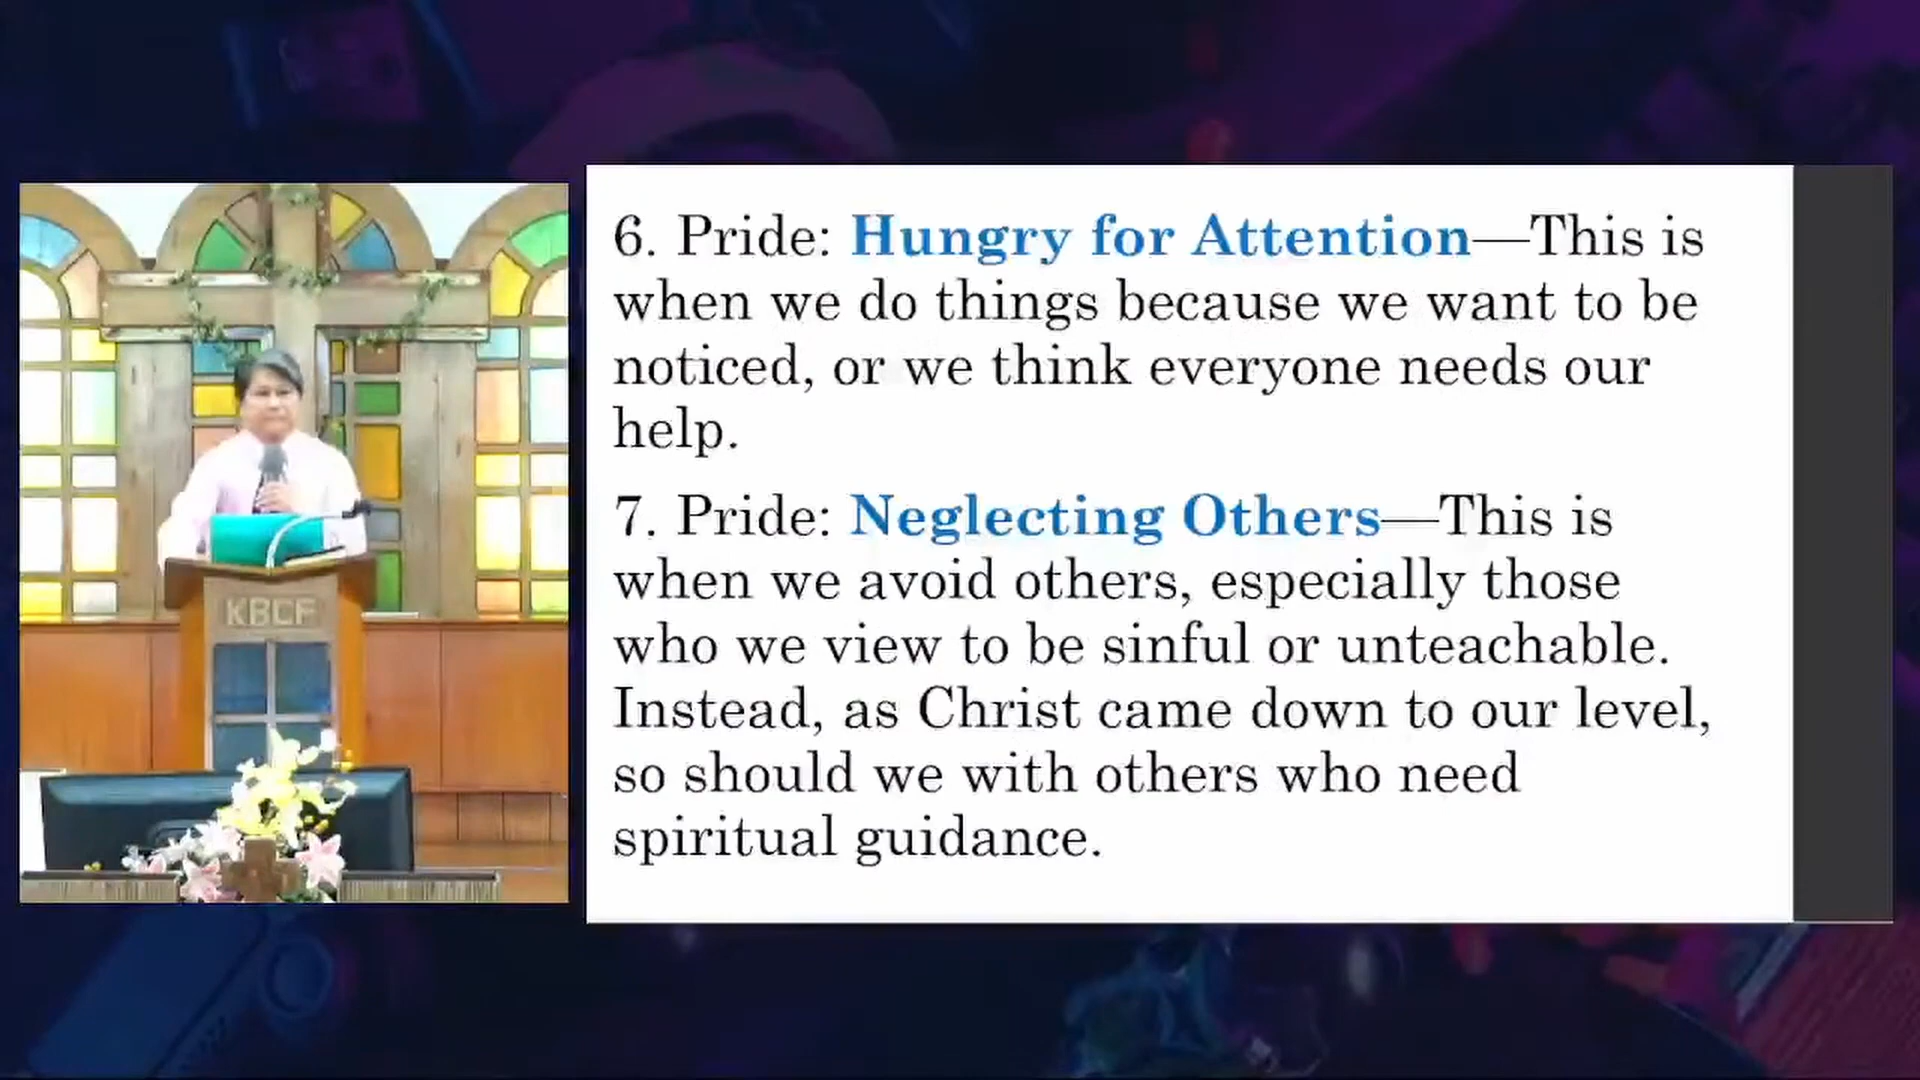 6. Pride: Hungry for Attention—This is
when we do things because we want to be
noticed, or we think everyone needs our
help.
7. Pride: Neglecting Others—This is
when we avoid others, especially those
who we view to be sinful or unteachable.
Instead, as Christ came down to our level,
so should we with others who need
spiritual guidance.
KBCF